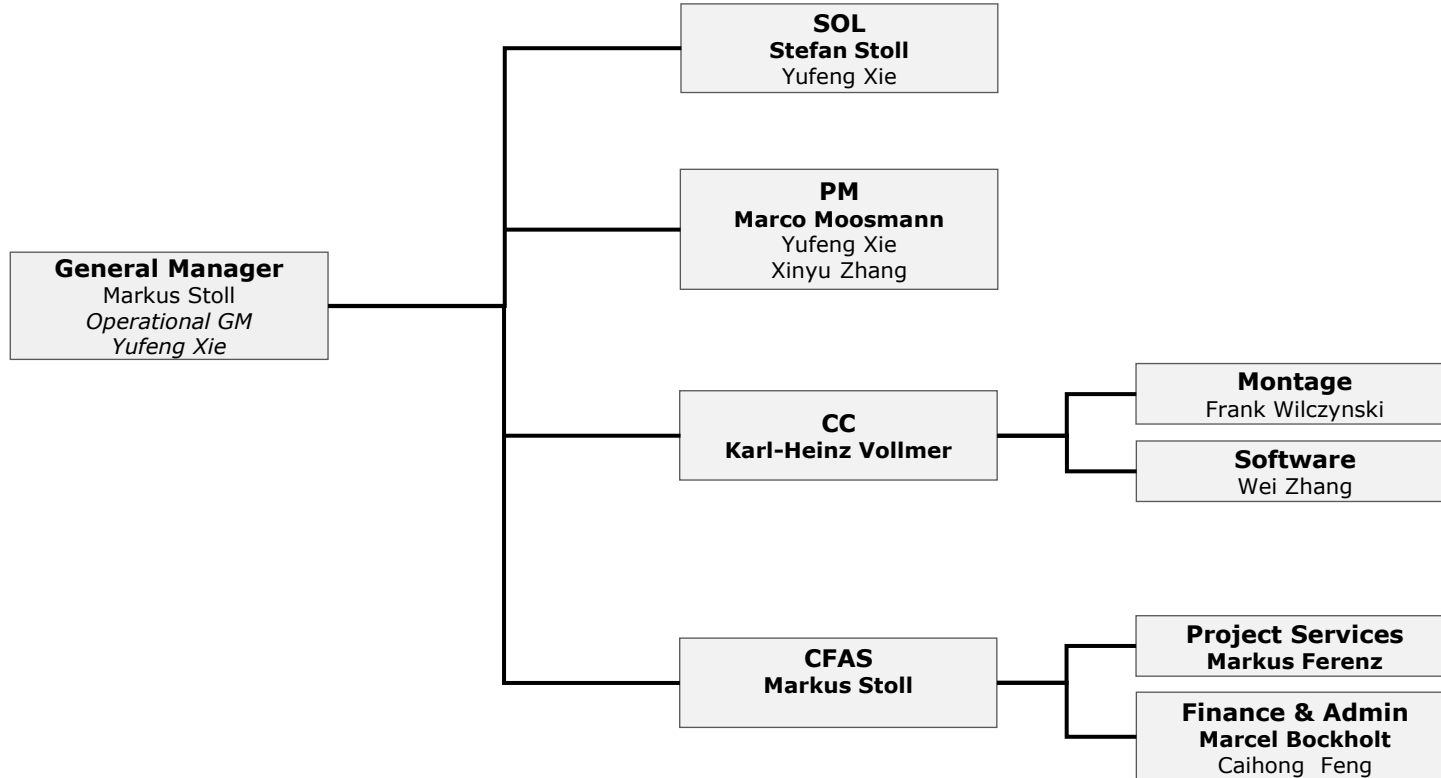 SOL
Stefan Stoll
Yufeng Xie
PM
Marco Moosmann
Yufeng Xie
Xinyu Zhang
General Manager
Markus Stoll
Operational GM
Yufeng Xie
CC
Karl-Heinz Vollmer
Montage
Frank Wilczynski
Software
Wei Zhang
CFAS
Markus Stoll
Project Services
Markus Ferenz
Finance & Admin
Marcel Bockholt
Caihong Feng